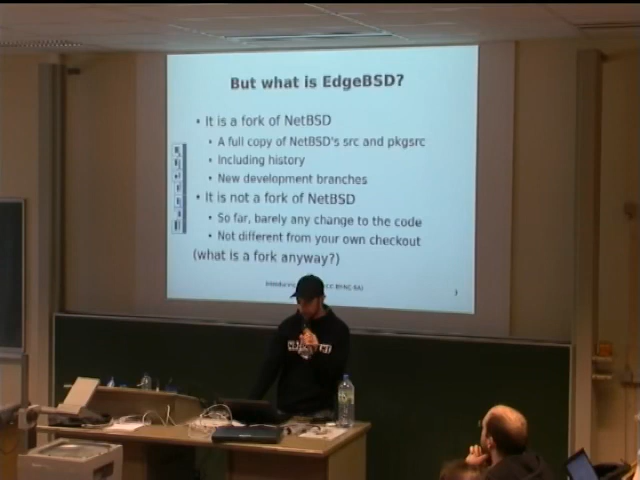 But what is EdgeBSD?
• It is a fork of NetBSD
• A full copy of NetBSD's src and pkgsrc
• Including history
• New development branches
• It is not a fork of NetBSD
• So far, barely any change to the code
• Not different from your own checkout
(what is a fork anyway?)